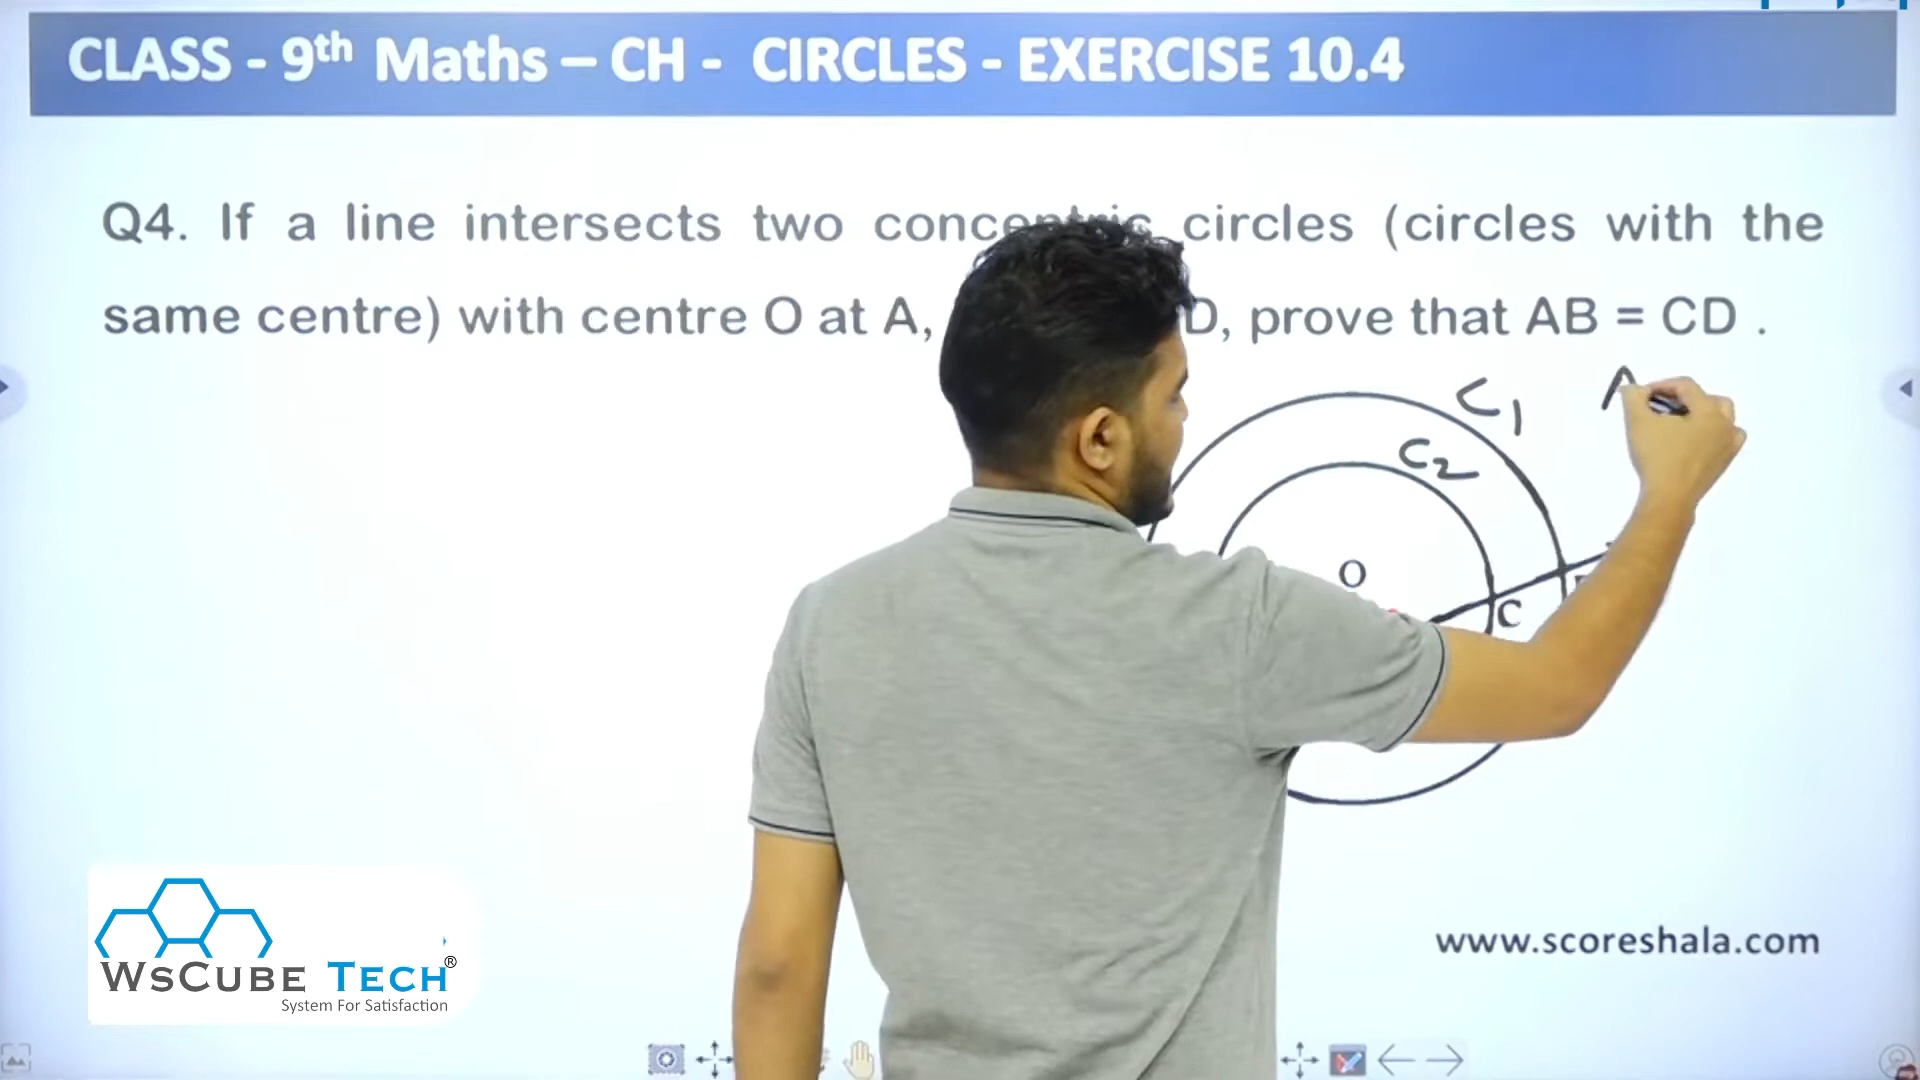 CLASS - 9th Maths – CH - CIRCLES - EXERCISE 10.4
Q4. If a line intersects two concentric circles (circles with the
same centre) with centre O at A, D, prove that AB = CD .
C1
C2
O
C
www.scoreshala.com
WsCube Tech®
System For Satisfaction